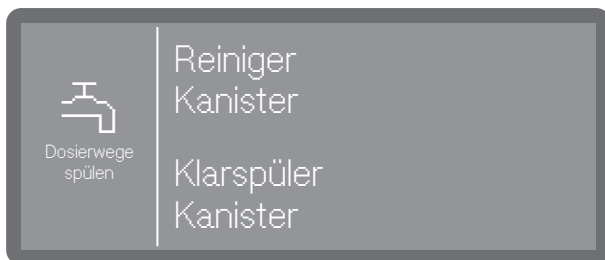 Dosierwege
spülen
Reiniger
Kanister
Klarspüler
Kanister